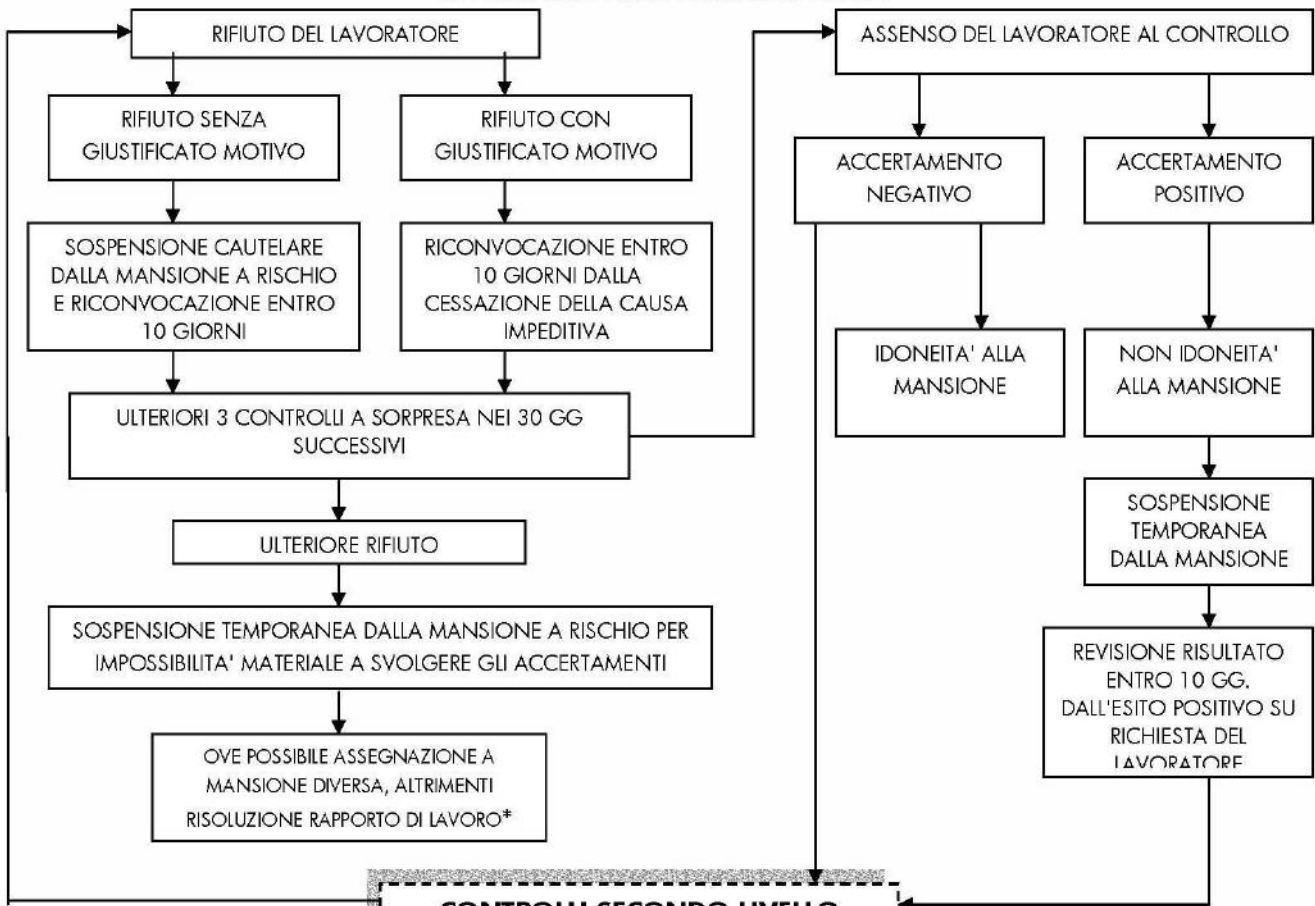 RIFIUTO DEL LAVORATORE
ASSENSO DEL LAVORATORE AL CONTROLLO
RIFIUTO SENZA
GIUSTIFICATO MOTIVO
RIFIUTO CON
GIUSTIFICATO MOTIVO
ACCERTAMENTO
NEGATIVO
ACCERTAMENTO
POSITIVO
SOSPENSIONE CAUTELARE
DALLA MANSIONE A RISCHIO
E RICONVOCAZIONE ENTRO
10 GIORNI
RICONVOCAZIONE ENTRO
10 GIORNI DALLA
CESSAZIONE DELLA CAUSA
IMPEDITIVA
IDONEITA' ALLA
MANSIONE
NON IDONEITA'
ALLA MANSIONE
ULTERIORI 3 CONTROLLI A SORPRESA NEI 30 GG
SUCCESSIVI
ULTERIORE RIFIUTO
SOSPENSIONE
TEMPORANEA
DALLA MANSIONE
SOSPENSIONE TEMPORANEA DALLA MANSIONE A RISCHIO PER
IMPOSSIBILITA' MATERIALE A SVOLGERE GLI ACCERTAMENTI
REVISIONE RISULTATO
ENTRO 10 GG.
DALL'ESITO POSITIVO SU
RICHIESTA DEL
LAVORATORE
OVE POSSIBILE ASSEGNAZIONE A
MANSIONE DIVERSA, ALTRIMENTI
RISOLUZIONE RAPPORTO DI LAVORO*
CONTROLLI SECONDO LIVELLO